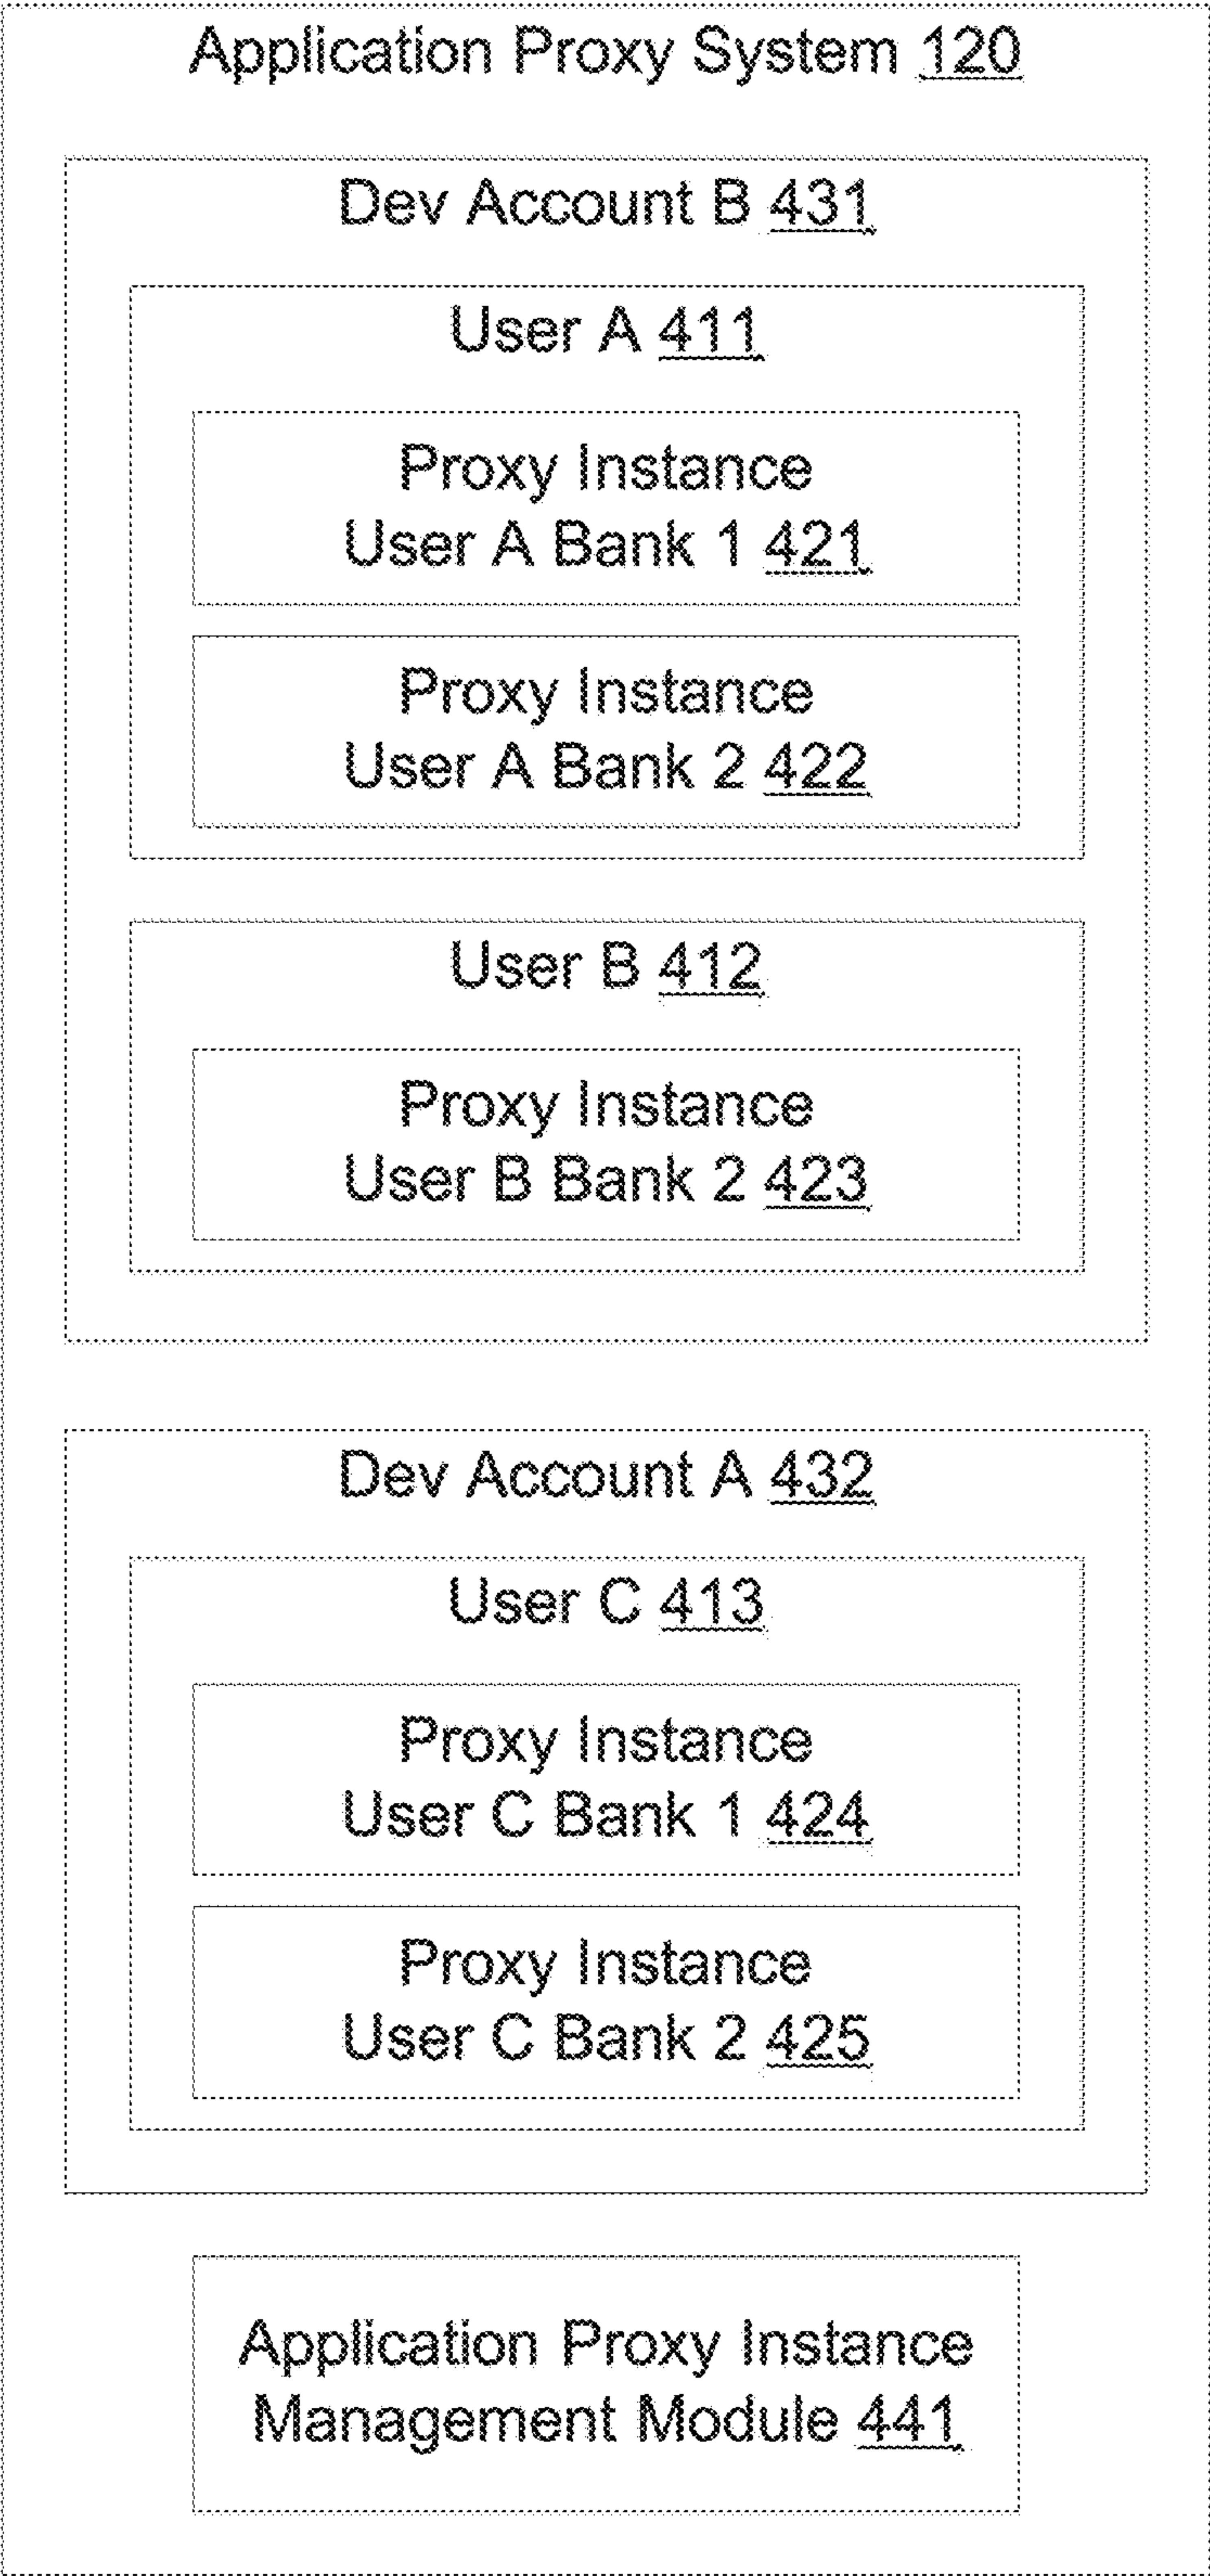 Application Proxy System 120
Dev Account B 431
User A 411
Proxy Instance
User A Bank 1 421
Proxy Instance
User A Bank 2 422
User B 412
Proxy Instance
User B Bank 2 423
Dev Account A 432
User C 413
Proxy Instance
User C Bank 1 424
Proxy Instance
User C Bank 2 425
Application Proxy Instance
Management Module 441